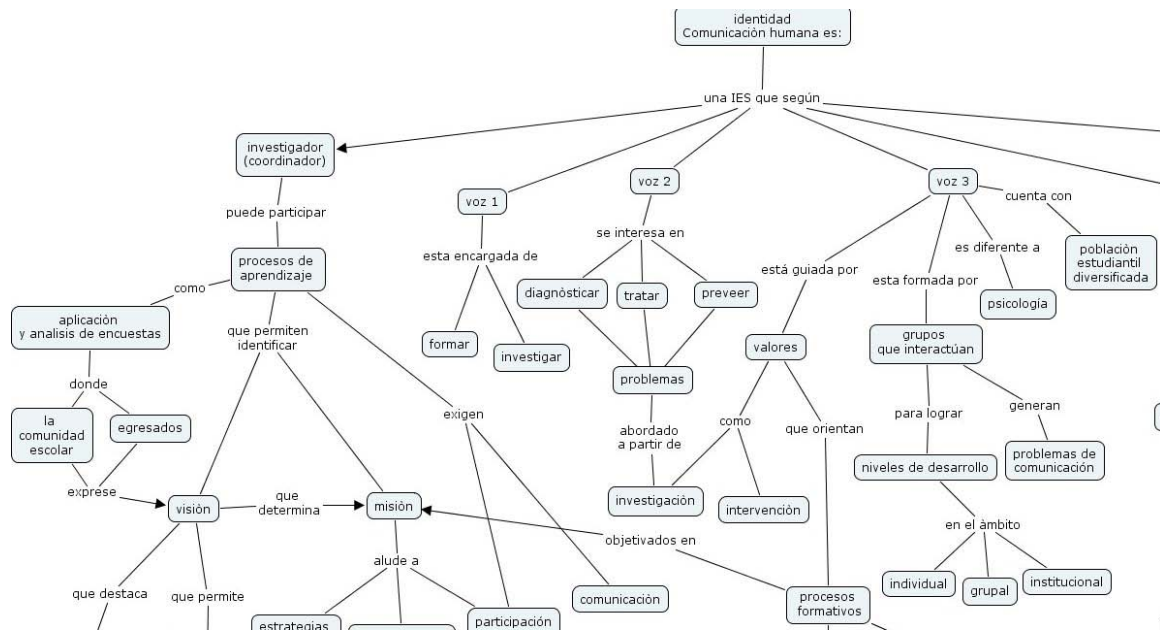 identidad
Comunicación humana es:
una IES que según
investigador
(coordinador)
voz 1
voz 2
voz 3
cuenta con
puede participar
esta encargada de
se interesa en
está guiada por
esta formada por
es diferente a
población
estudiantil
diversificada
procesos de
aprendizaje
como
aplicación
y analisis de encuestas
que permiten
identificar
diagnósticar
tratar
preveer
psicología
formar
investigar
problemas
valores
grupos
que interactúan
donde
la
comunidad
escolar
egresados
exigen
abordado
a partir de
como
que orientan
para lograr
generan
niveles de desarrollo
problemas de
comunicación
exprese
visión
que
determina
misión
investigación
intervención
objetivados en
en el àmbito
individual
grupal
institucional
alude a
que destaca
que permite
comunicación
procesos
formativos
estrategias
participación